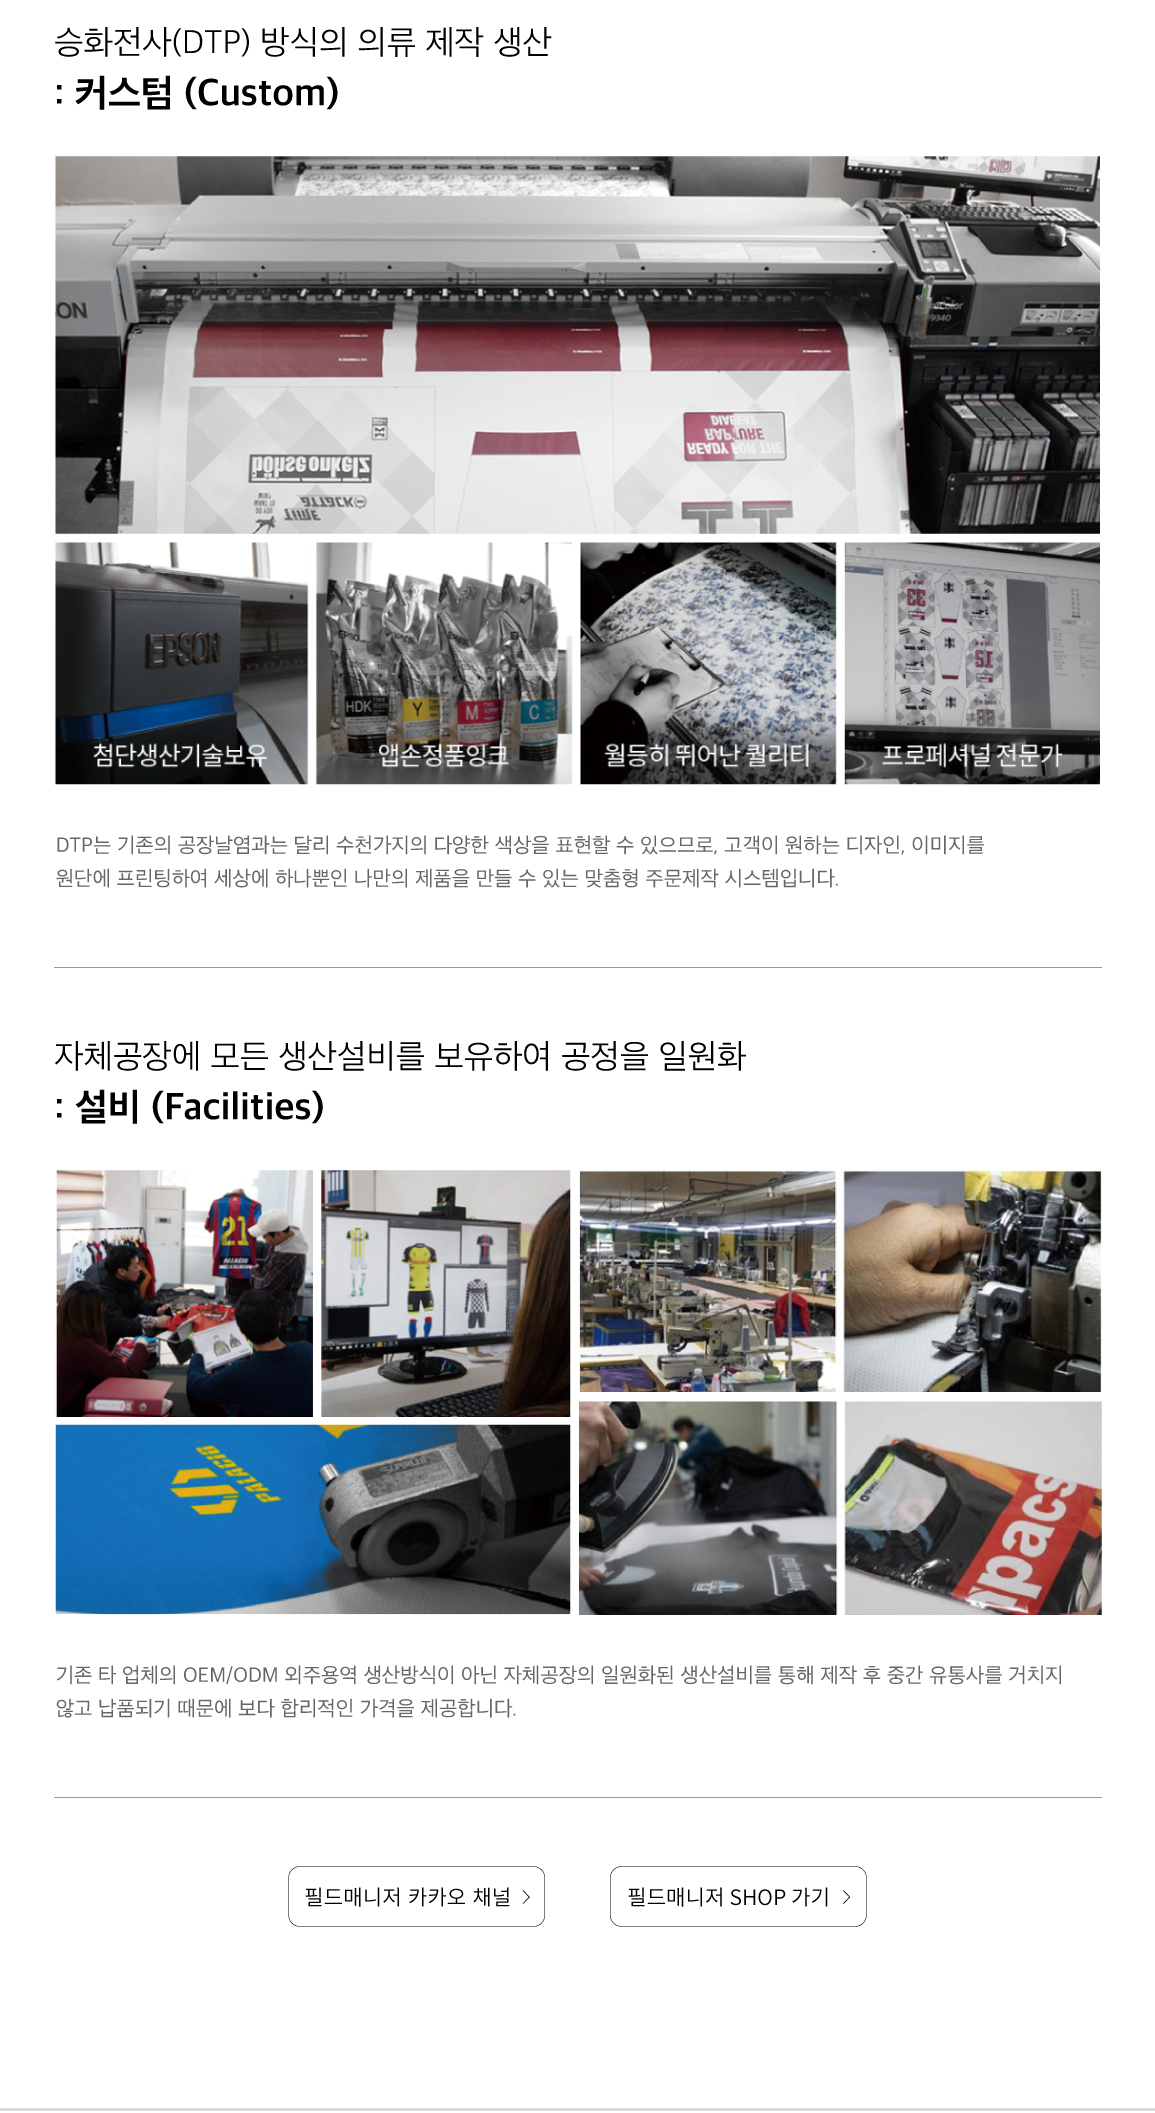 승화전사(DTP) 방식의 의류 제작 생산
: 커스텀 (Custom)
EPSON
HDK
Y
M
C
첨단생산기술보유
앱손정품잉크
월등히 뛰어난 퀄리티
프로페셔널 전문가
DTP는 기존의 공장날염과는 달리 수천가지의 다양한 색상을 표현할 수 있으므로, 고객이 원하는 디자인, 이미지를
원단에 프린팅하여 세상에 하나뿐인 나만의 제품을 만들 수 있는 맞춤형 주문제작 시스템입니다.
자체공장에 모든 생산설비를 보유하여 공정을 일원화
: 설비 (Facilities)
21
PALACIO
기존 타 업체의 OEM/ODM 외주용역 생산방식이 아닌 자체공장의 일원화된 생산설비를 통해 제작 후 중간 유통사를 거치지
않고 납품되기 때문에 보다 합리적인 가격을 제공합니다.
필드매니저 카카오 채널 >
필드매니저 SHOP 가기 >